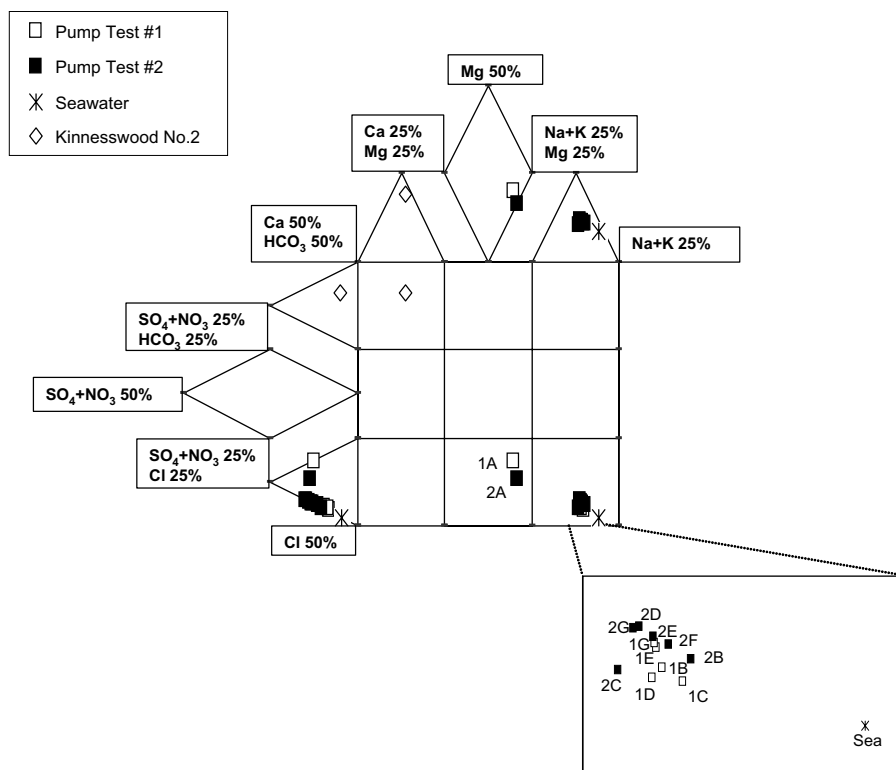 Pump Test #1
Pump Test #2
Seawater
Kinnesswood No.2
Mg 50%
Ca 25%
Mg 25%
Na+K 25%
Mg 25%
Ca 50%
HCO₃ 50%
Na+K 25%
SO₄+NO₃ 25%
HCO₃ 25%
SO₄+NO₃ 50%
SO₄+NO₃ 25%
Cl 25%
1A
2A
Cl 50%
2G
2D
2E
2F
1G
1E
1B
2B
2C
1D
1C
Sea